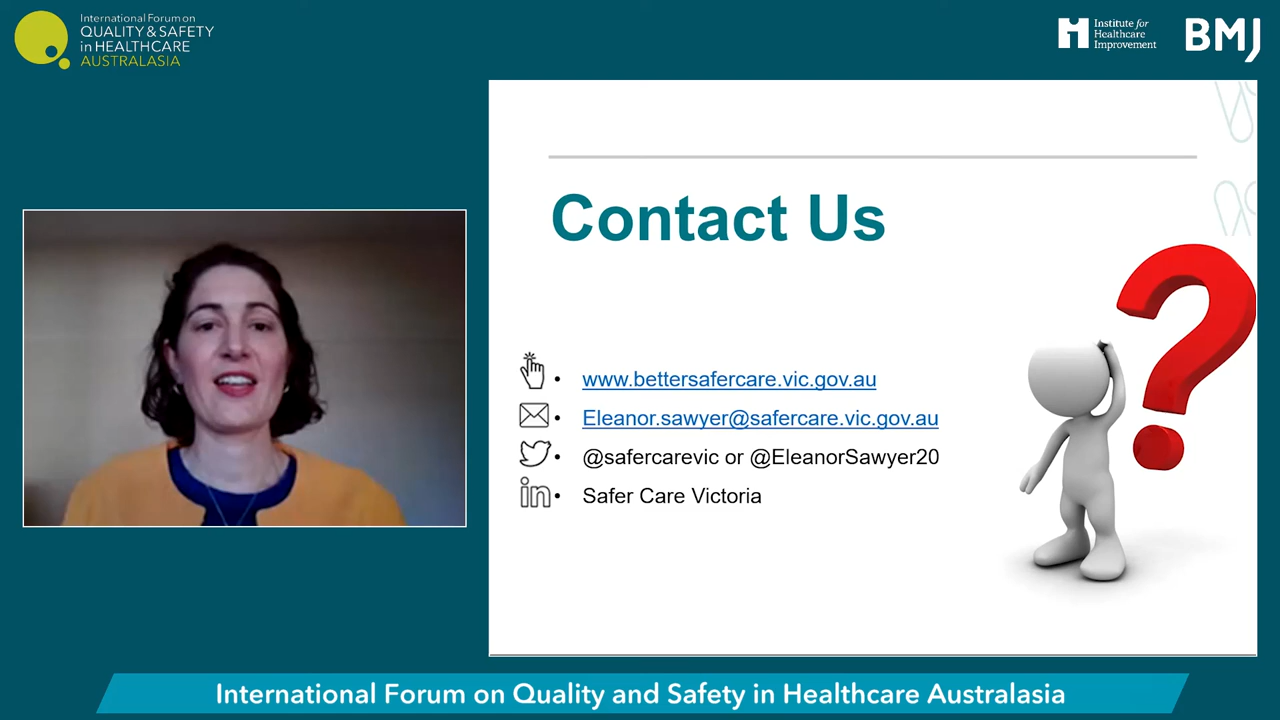 International Forum on
QUALITY & SAFETY
in HEALTHCARE
AUSTRALASIA
Institute for
Healthcare
Improvement
BMJ
Contact Us
• www.bettersafercare.vic.gov.au
• Eleanor.sawyer@safercare.vic.gov.au
• @safercarevic or @EleanorSawyer20
in • Safer Care Victoria
International Forum on Quality and Safety in Healthcare Australasia